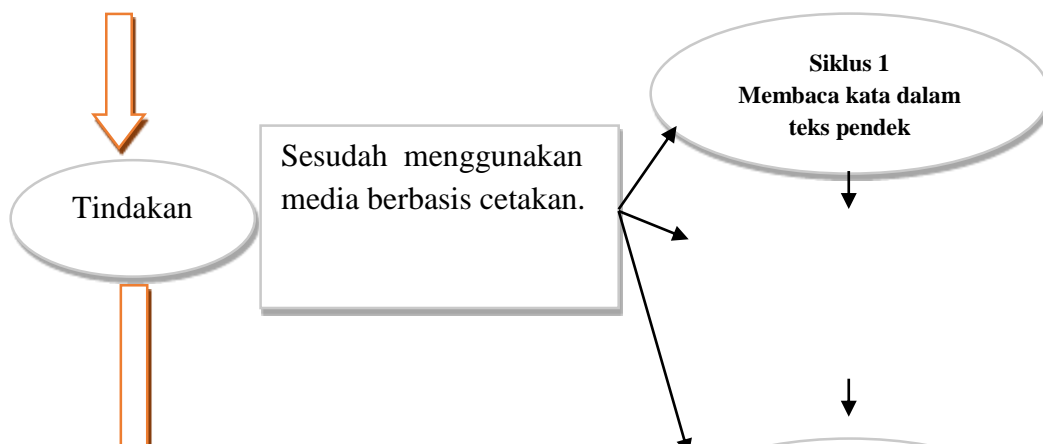 Tindakan
Sesudah menggunakan
media berbasis cetakan.
Siklus 1
Membaca kata dalam
teks pendek